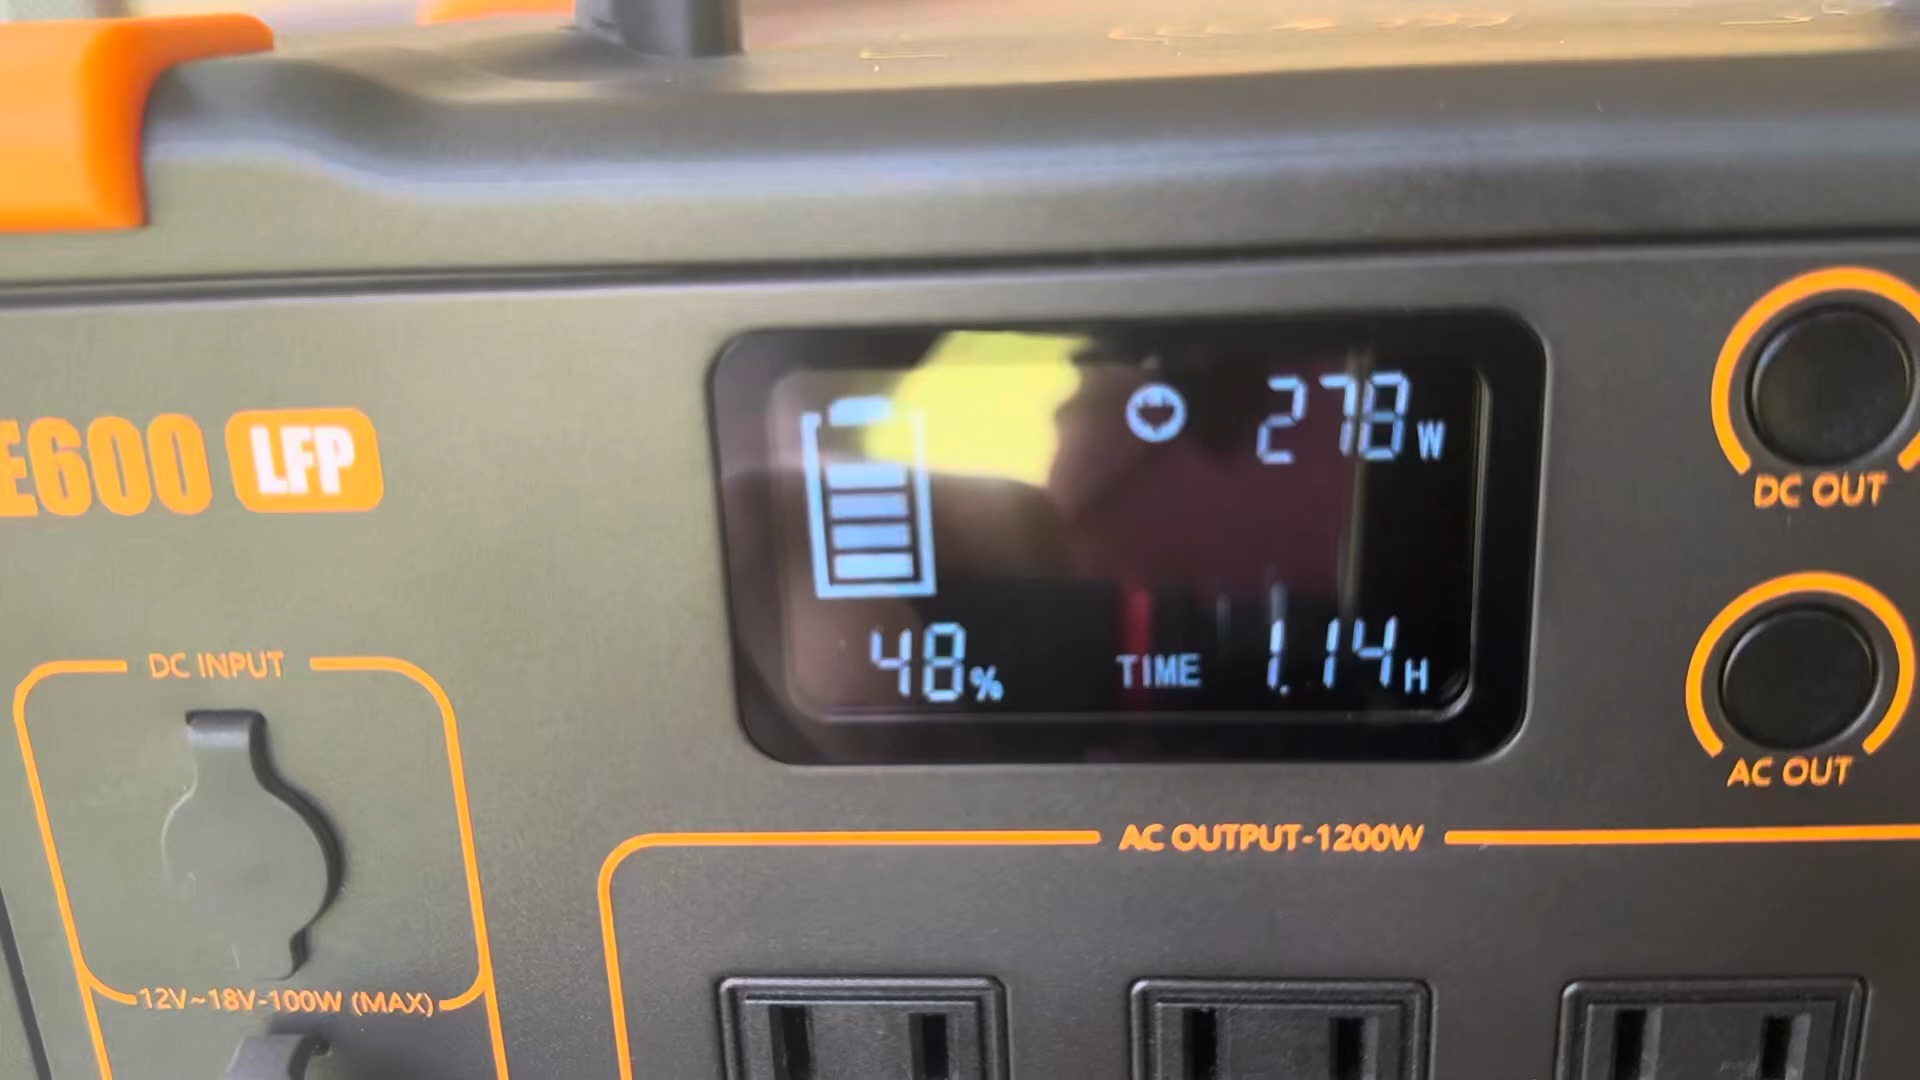 278W
48%
TIME 1.14H
E600 LFP
DC OUT
AC OUT
DC INPUT
12V~18V-100W (MAX)
AC OUTPUT-1200W